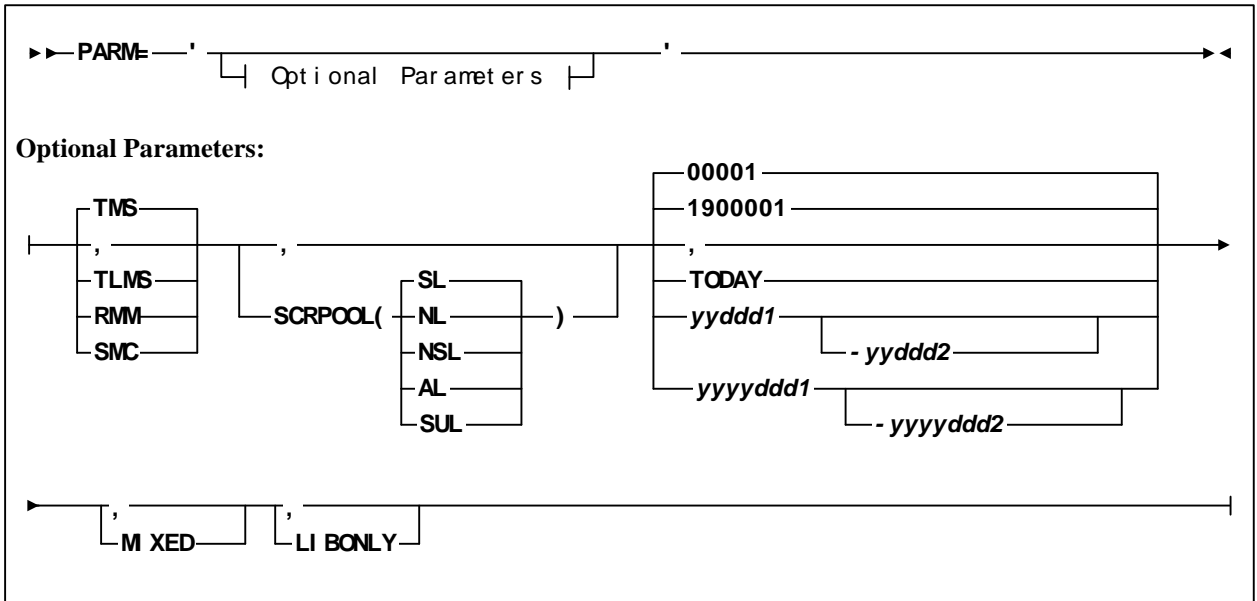 PARM= ' '
Optional Parameters
Optional Parameters:
00001
TMS 1900001
, , ,
TLMS SL TODAY
RMM SCRPOOL( NL ) yyddd1
SMC NSL - yyddd2
AL yyyyddd1
SUL - yyyyddd2
, ,
MIXED LIBONLY